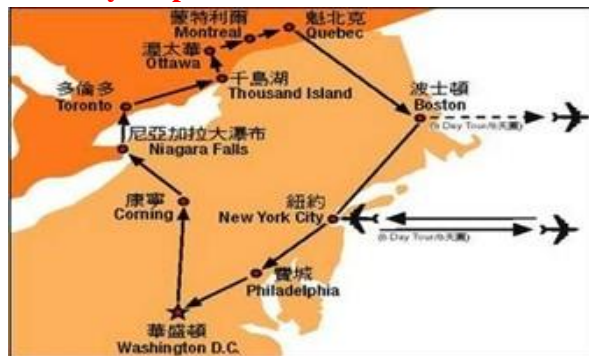 蒙特利爾
Montreal
魁北克
Quebec
渥太華
Ottawa
千島湖
Thousand Island
多倫多
Toronto
波士頓
Boston
尼亞加拉大瀑布
Niagara Falls
康寧
Corning
紐約
New York City
費城
Philadelphia
華盛頓
Washington D.C.